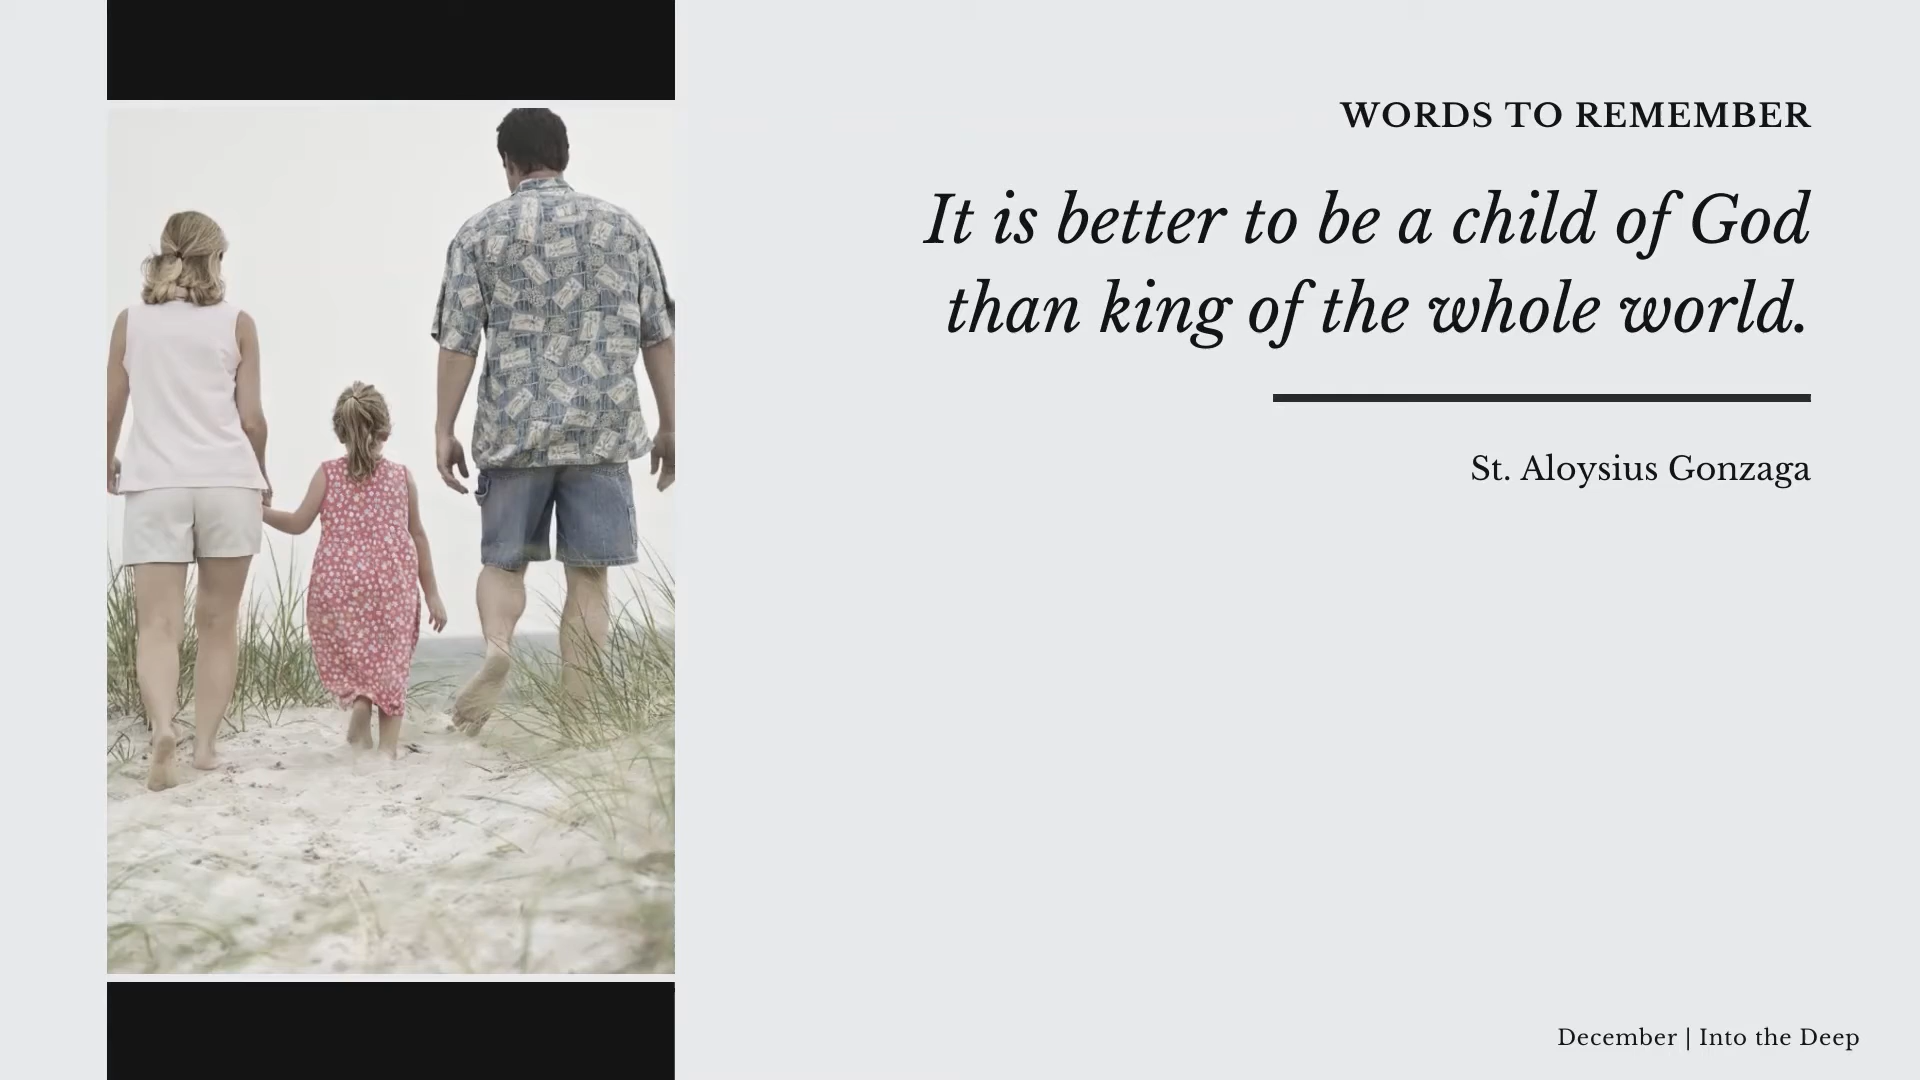 WORDS TO REMEMBER
It is better to be a child of God
than king of the whole world.
St. Aloysius Gonzaga
December | Into the Deep